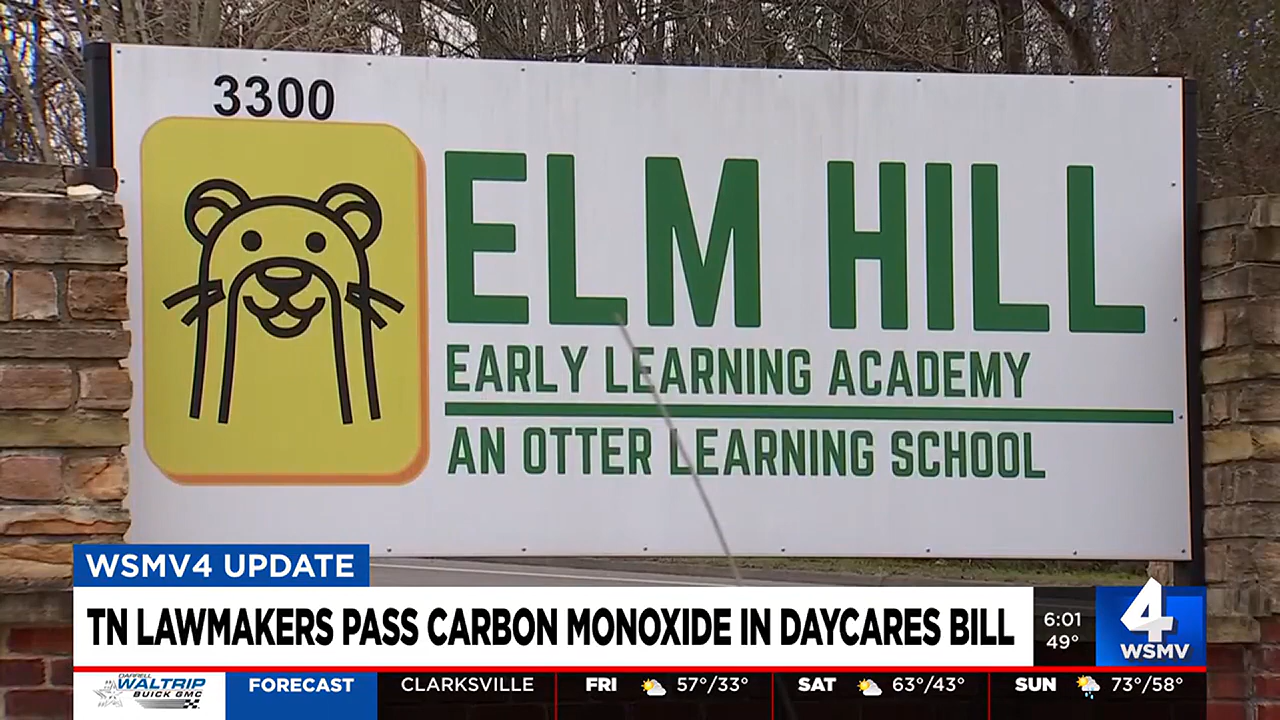 3300
ELM HILL
EARLY LEARNING ACADEMY
AN OTTER LEARNING SCHOOL
WSMV4 UPDATE
TN LAWMAKERS PASS CARBON MONOXIDE IN DAYCARES BILL
6:01
49°
4
WSMV
DARRELL
WALTRIP
BUICK GMC
FORECAST
CLARKSVILLE
FRI 57°/33°
SAT 63°/43°
SUN 73°/58°